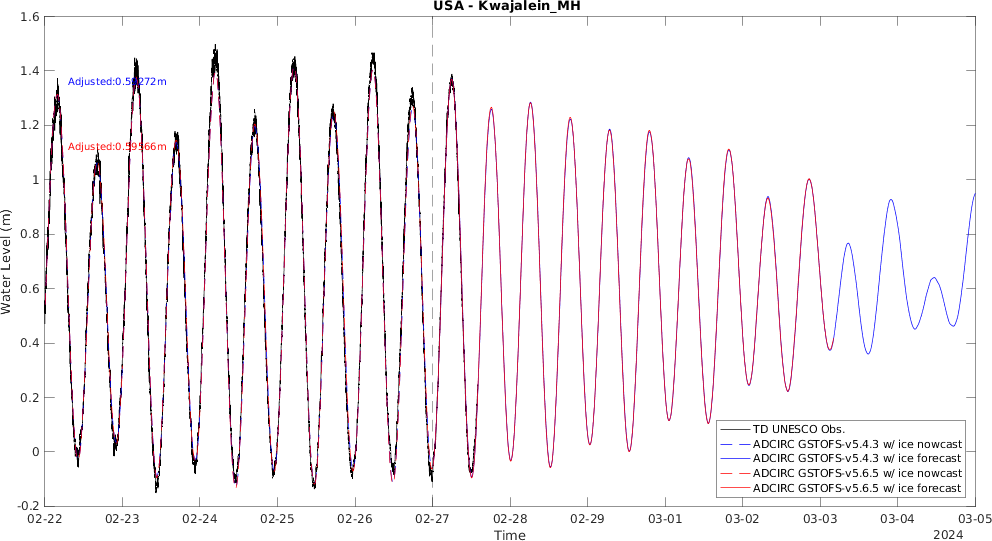 USA - Kwajalein_MH
1.6
1.4
1.2
1
0.8
0.6
0.4
0.2
0
-0.2
Water Level (m)
Adjusted:0.59272m
Adjusted:0.59566m
TD UNESCO Obs.
ADCIRC GSTOFS-v5.4.3 w/ ice nowcast
ADCIRC GSTOFS-v5.4.3 w/ ice forecast
ADCIRC GSTOFS-v5.6.5 w/ ice nowcast
ADCIRC GSTOFS-v5.6.5 w/ ice forecast
02-22 02-23 02-24 02-25 02-26 02-27 02-28 02-29 03-01 03-02 03-03 03-04 03-05
Time
2024